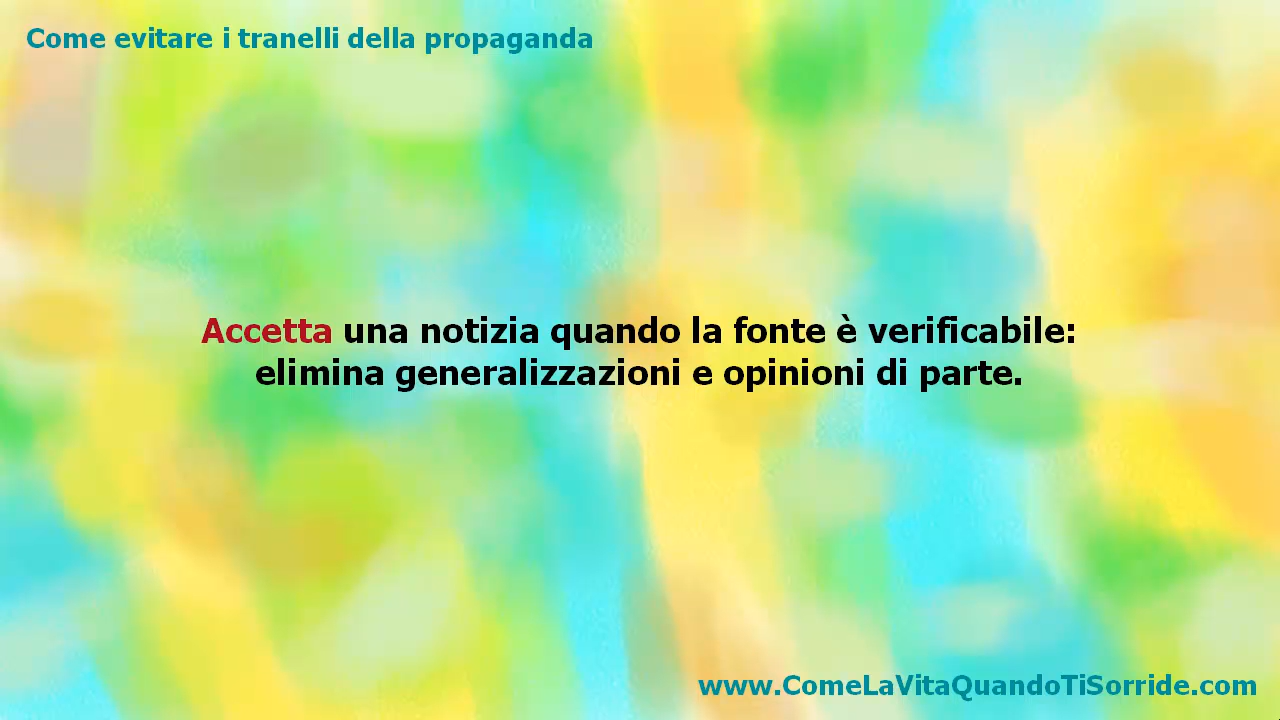 Come evitare i tranelli della propaganda
Accetta una notizia quando la fonte è verificabile:
elimina generalizzazioni e opinioni di parte.
www.ComeLaVitaQuandoTiSorride.com